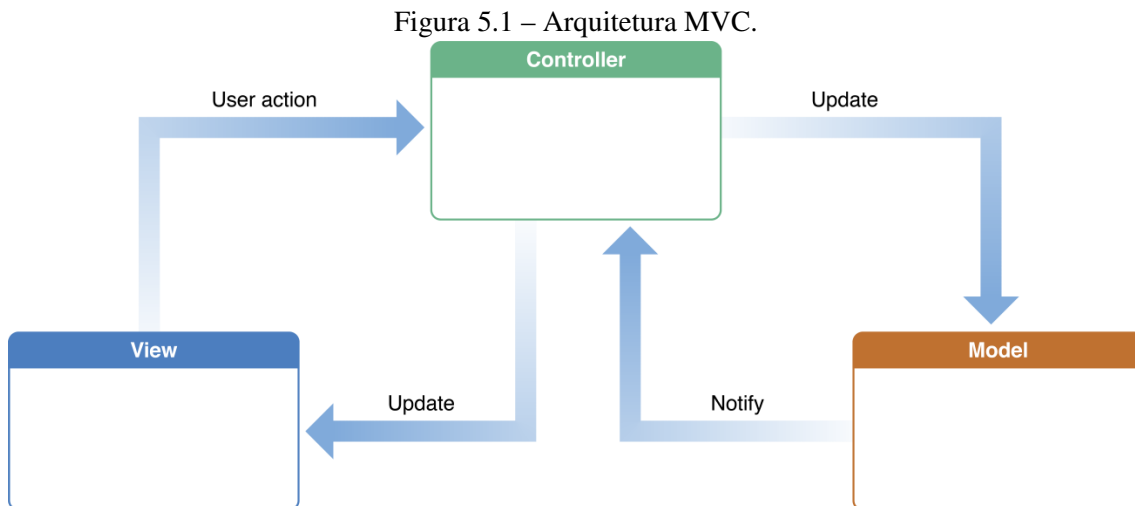 Figura 5.1 – Arquitetura MVC.
Controller
User action
Update
View
Model
Update
Notify